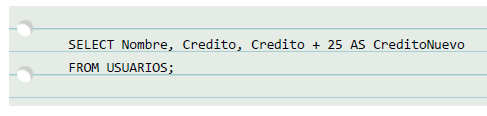 SELECT Nombre, Credito, Credito + 25 AS CreditoNuevo
FROM USUARIOS;